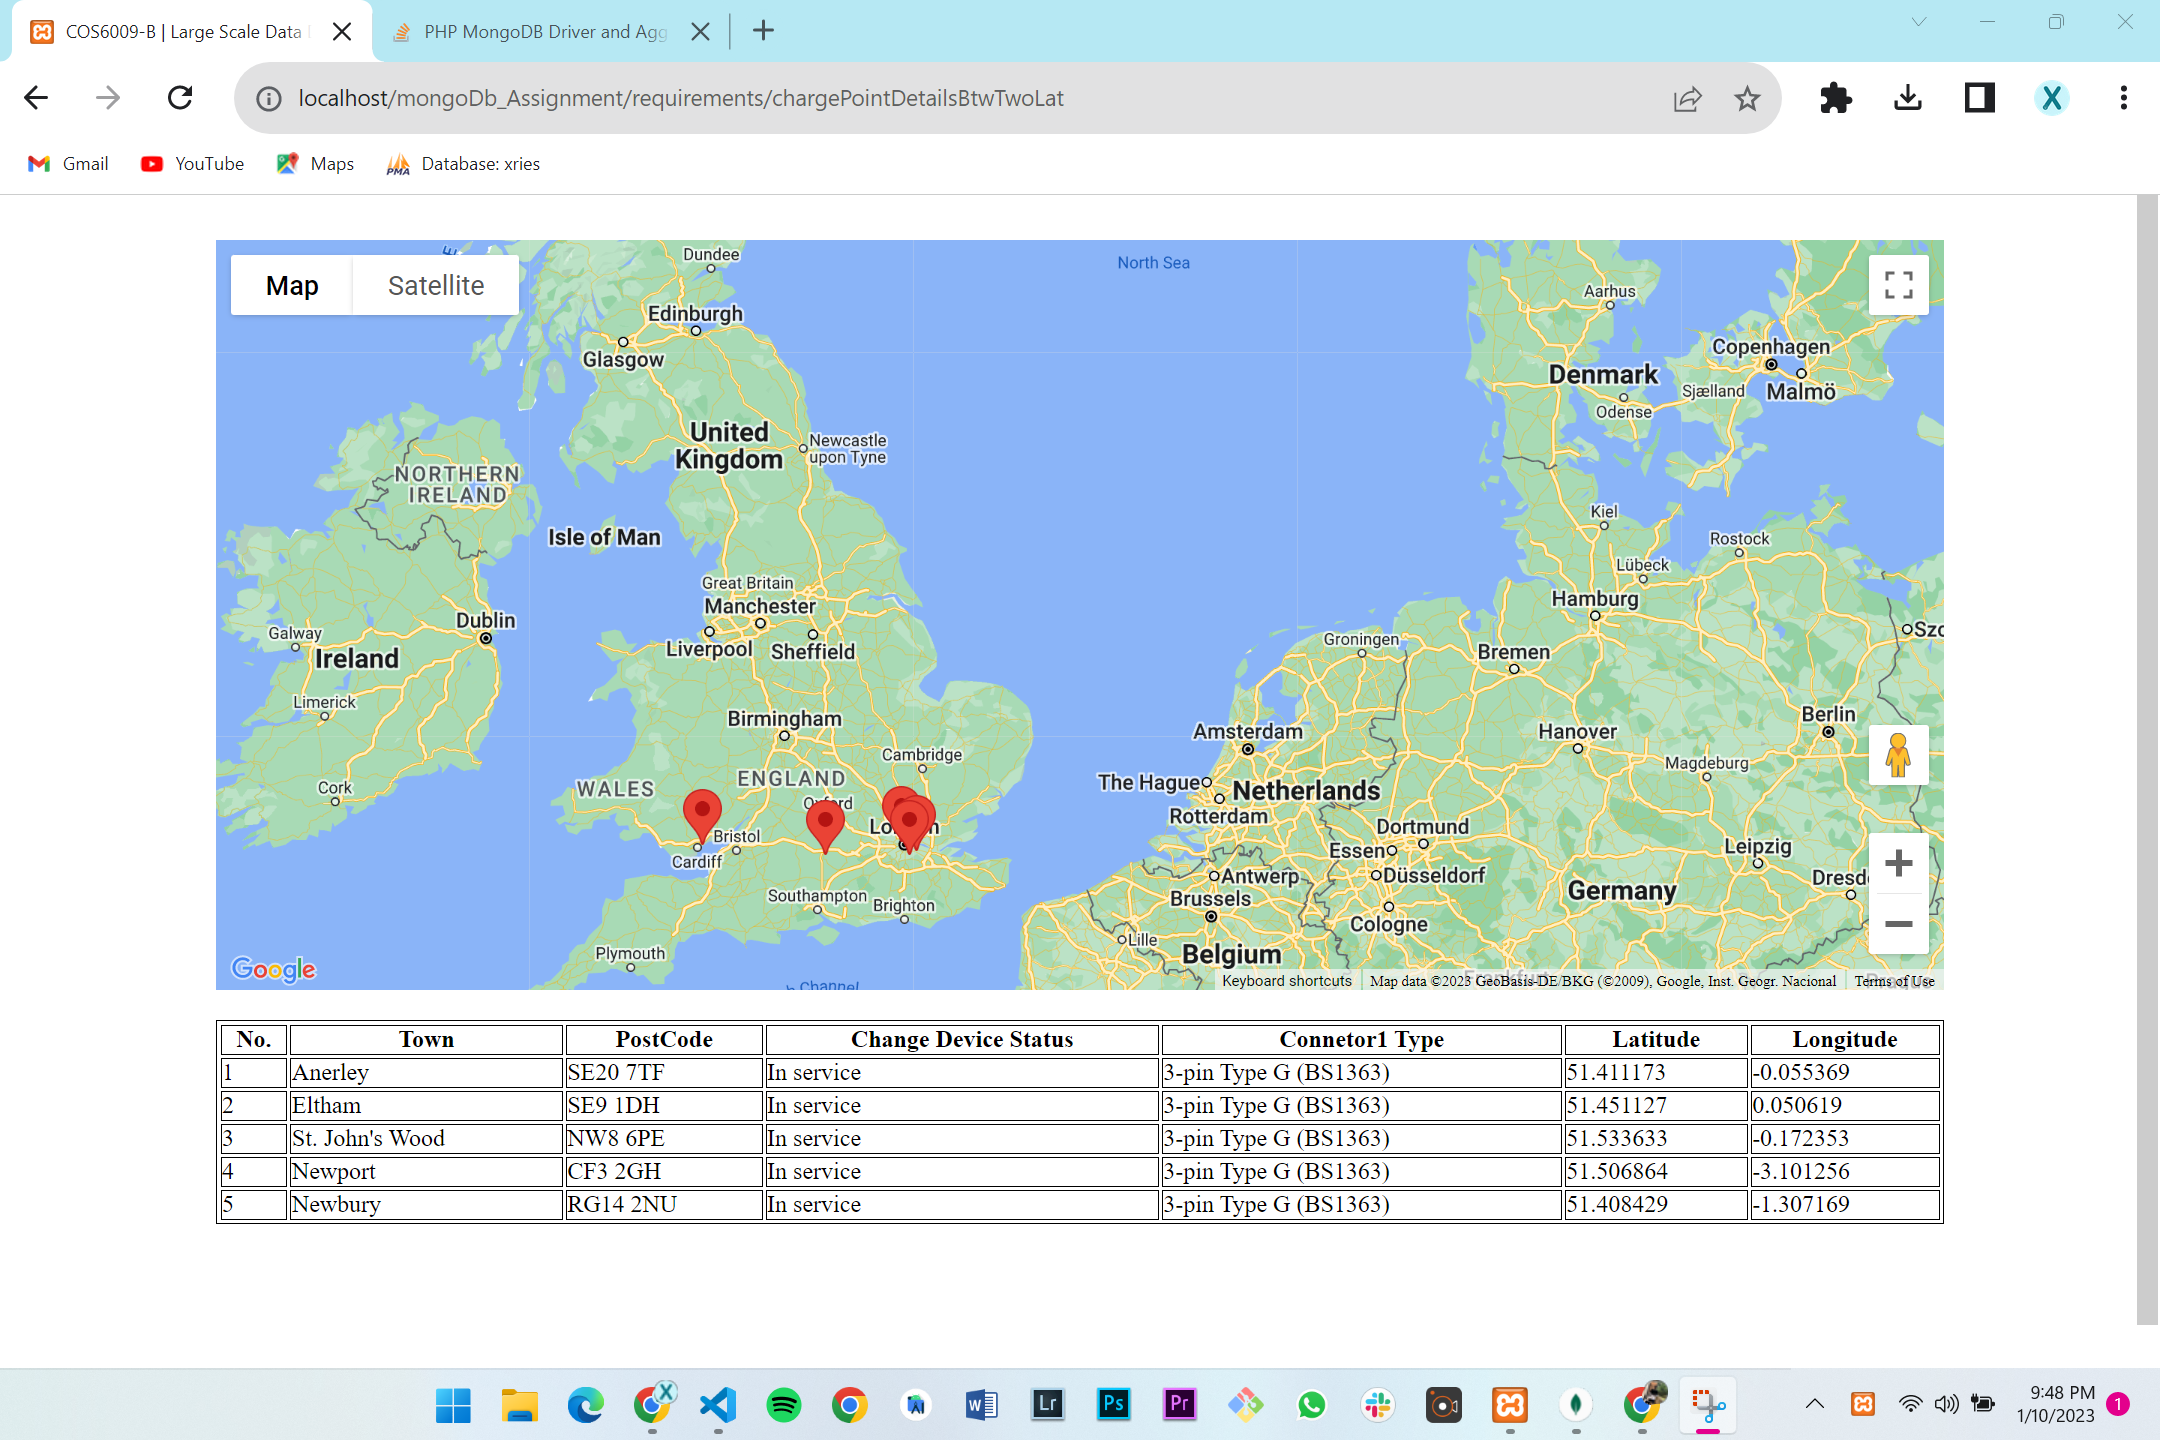 COS6009-B | Large Scale Data
PHP MongoDB Driver and Agg
localhost/mongoDb_Assignment/requirements/chargePointDetailsBtwTwoLat
X
Gmail
YouTube
Maps
PMA
Database: xries
Map
Satellite
Dundee
North Sea
Aarhus
Edinburgh
Glasgow
Copenhagen
Denmark
Sjælland
Malmö
Odense
United
Kingdom
Newcastle
upon Tyne
NORTHERN
IRELAND
Kiel
Isle of Man
Rostock
Lübeck
Great Britain
Manchester
Hamburg
Dublin
Galway
Groningen
Szc
Liverpool
Sheffield
Ireland
Bremen
Limerick
Berlin
Birmingham
Amsterdam
Hanover
Cambridge
Magdeburg
ENGLAND
WALES
The Hague
Netherlands
Cork
Rotterdam
Dortmund
Bristol
Leipzig
Essen
Cardiff
Antwerp
Düsseldorf
Dresd
Southampton
Brussels
Germany
Brighton
Cologne
Lille
Plymouth
Belgium
Channel
Google
Keyboard shortcuts
Map data ©2023 GeoBasis-DE/BKG (©2009), Google, Inst. Geogr. Nacional
Terms of Use
No. Town PostCode Change Device Status Connetor1 Type Latitude Longitude
1 Anerley SE20 7TF In service 3-pin Type G (BS1363) 51.411173 -0.055369
2 Eltham SE9 1DH In service 3-pin Type G (BS1363) 51.451127 0.050619
3 St. John's Wood NW8 6PE In service 3-pin Type G (BS1363) 51.533633 -0.172353
4 Newport CF3 2GH In service 3-pin Type G (BS1363) 51.506864 -3.101256
5 Newbury RG14 2NU In service 3-pin Type G (BS1363) 51.408429 -1.307169
X
W
Lr
Ps
Pr
9:48 PM
1/10/2023
1